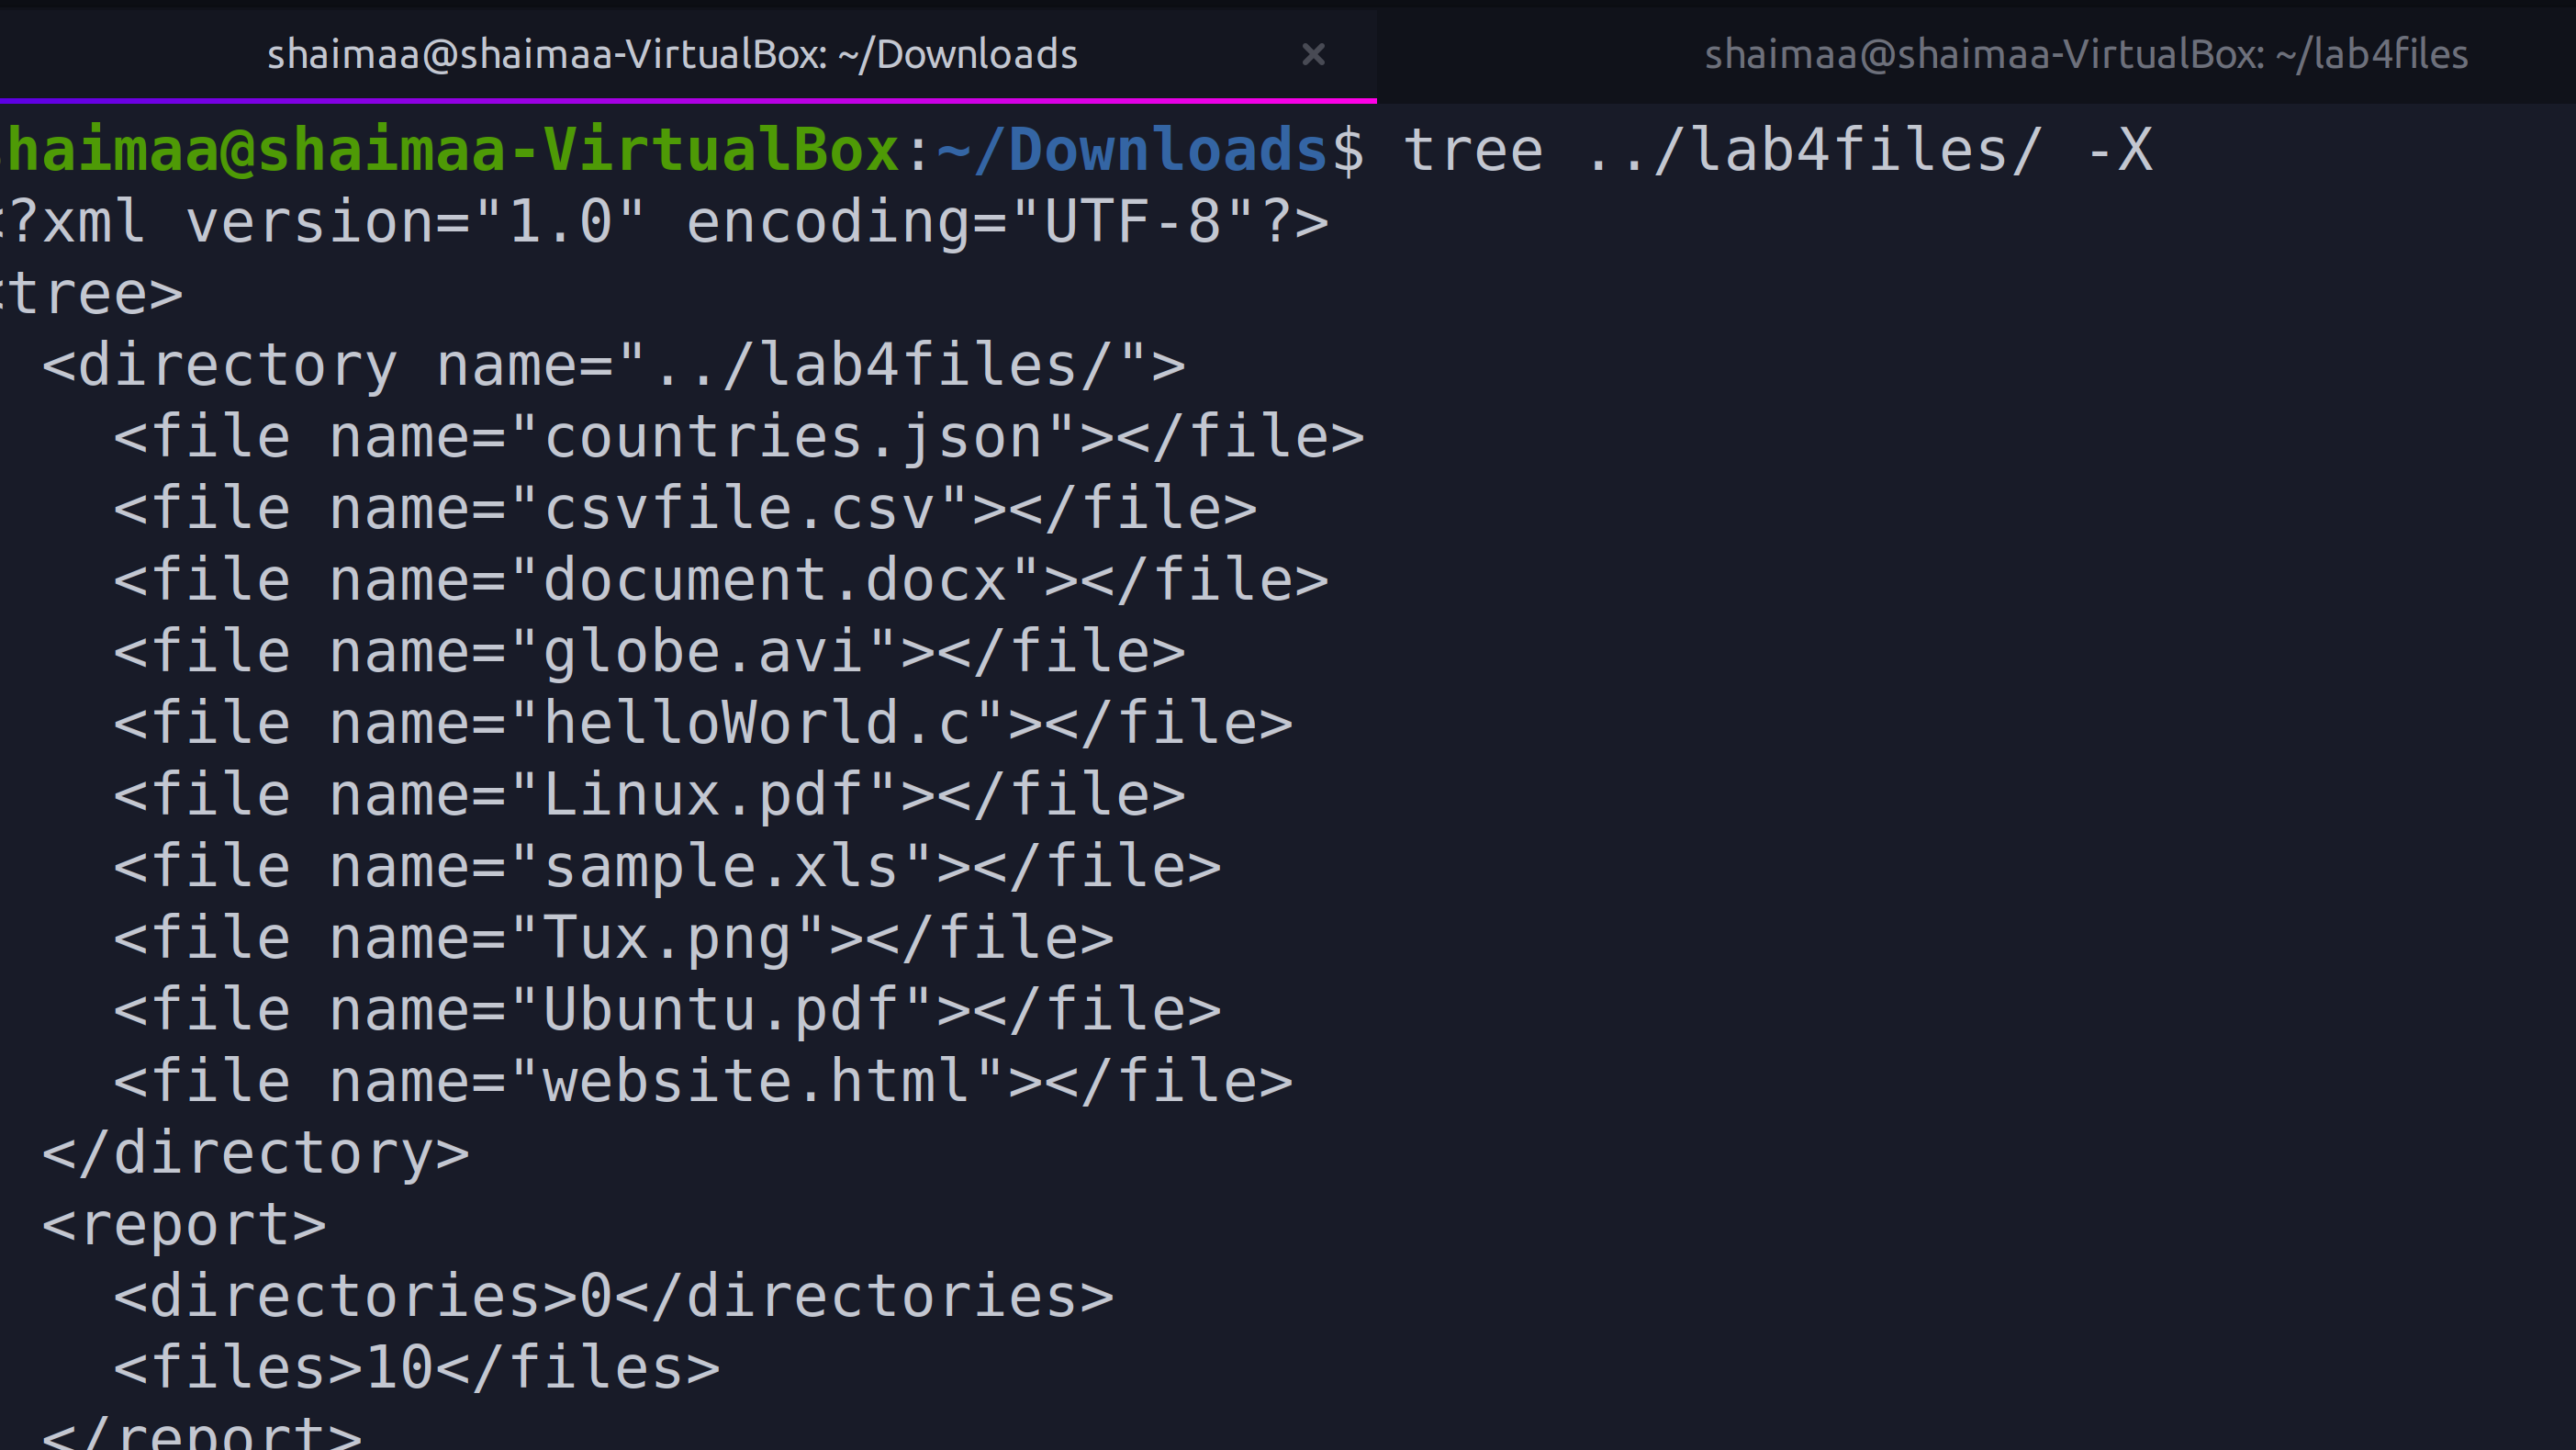 shaimaa@shaimaa-VirtualBox: ~/Downloads ×
shaimaa@shaimaa-VirtualBox: ~/lab4files
shaimaa@shaimaa-VirtualBox:~/Downloads$ tree ../lab4files/ -X
<?xml version="1.0" encoding="UTF-8"?>
<tree>
  <directory name="../lab4files/">
    <file name="countries.json"></file>
    <file name="csvfile.csv"></file>
    <file name="document.docx"></file>
    <file name="globe.avi"></file>
    <file name="helloWorld.c"></file>
    <file name="Linux.pdf"></file>
    <file name="sample.xls"></file>
    <file name="Tux.png"></file>
    <file name="Ubuntu.pdf"></file>
    <file name="website.html"></file>
  </directory>
  <report>
    <directories>0</directories>
    <files>10</files>
  </report>